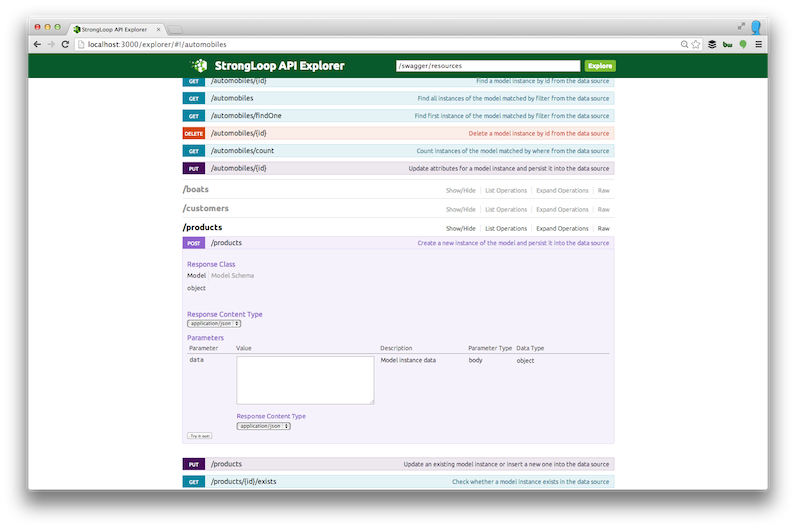 StrongLoop API Explorer
localhost:3000/explorer/#!/automobiles
StrongLoop API Explorer /swagger/resources Explore
GET /automobiles/{id} Find a model instance by id from the data source
GET /automobiles Find all instances of the model matched by filter from the data source
GET /automobiles/findOne Find first instance of the model matched by filter from the data source
DELETE /automobiles/{id} Delete a model instance by id from the data source
GET /automobiles/count Count instances of the model matched by where from the data source
PUT /automobiles/{id} Update attributes for a model instance and persist it into the data source
/boats Show/Hide List Operations Expand Operations Raw
/customers Show/Hide List Operations Expand Operations Raw
/products Show/Hide List Operations Expand Operations Raw
POST /products Create a new instance of the model and persist it into the data source
Response Class
Model Model Schema
object
Response Content Type
application/json
Parameters
Parameter Value Description Parameter Type Data Type
data Model instance data body object
Response Content Type
application/json
Try it out!
PUT /products Update an existing model instance or insert a new one into the data source
GET /products/{id}/exists Check whether a model instance exists in the data source